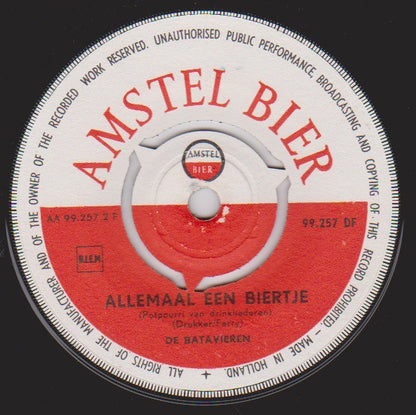 ALL RIGHTS OF THE MANUFACTURER AND OF THE OWNER OF THE RECORDED WORK RESERVED. UNAUTHORISED PUBLIC PERFORMANCE, BROADCASTING AND COPYING OF THIS RECORD PROHIBITED – MADE IN HOLLAND. +
AMSTEL BIER
AMSTEL
BIER
AA 99.257 2 F
99.257 DF
B.I.E.M.
ALLEMAAL EEN BIERTJE
(Potpourri van drinkliederen)
(Drukker-Ferry)
DE BATAVIEREN